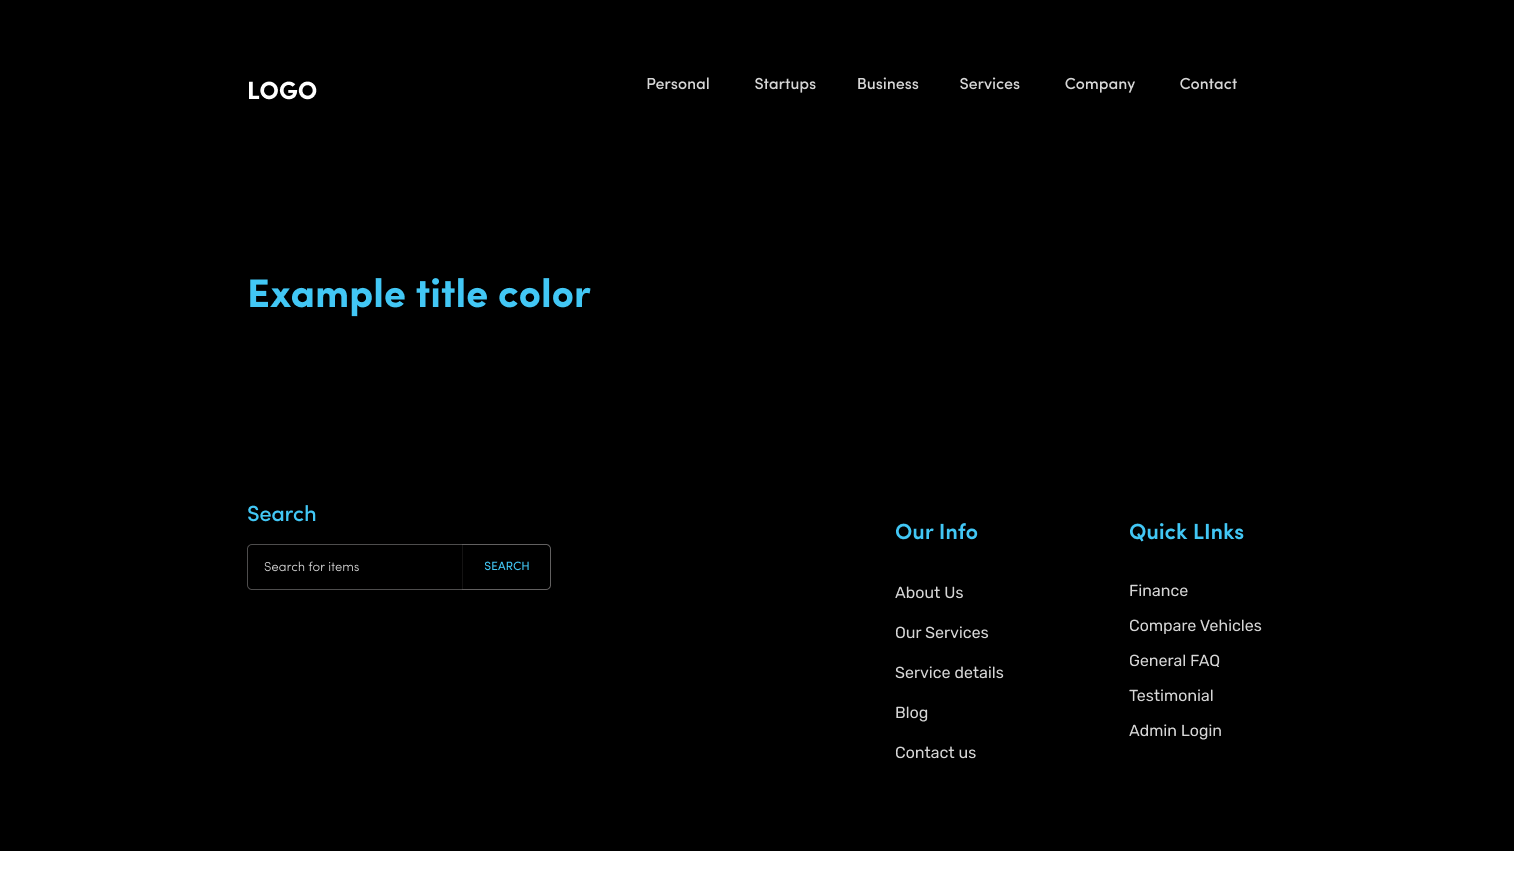 LOGO
Personal
Startups
Business
Services
Company
Contact
Example title color
Search
Search for items
SEARCH
Our Info
About Us
Our Services
Service details
Blog
Contact us
Quick LInks
Finance
Compare Vehicles
General FAQ
Testimonial
Admin Login